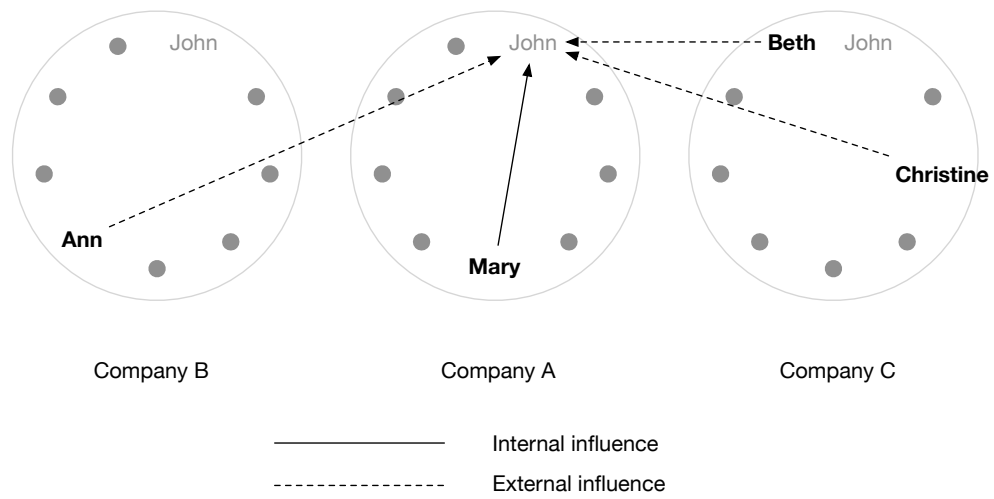 John
John
Beth
John
Christine
Ann
Mary
Company B
Company A
Company C
Internal influence
External influence